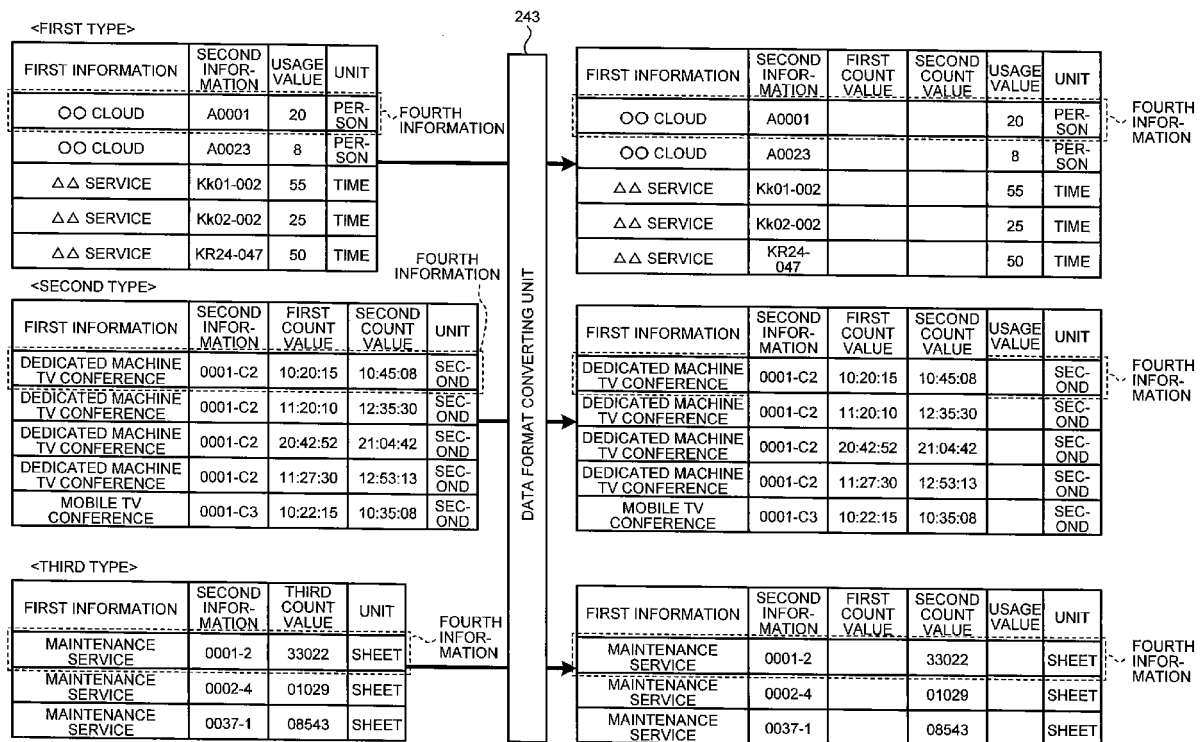 243
<FIRST TYPE>
FIRST INFORMATION SECOND INFOR-MATION USAGE VALUE UNIT
○○ CLOUD A0001 20 PER-SON
○○ CLOUD A0023 8 PER-SON
△△ SERVICE Kk01-002 55 TIME
△△ SERVICE Kk02-002 25 TIME
△△ SERVICE KR24-047 50 TIME
FOURTH
INFORMATION
FIRST INFORMATION SECOND INFOR-MATION FIRST COUNT VALUE SECOND COUNT VALUE USAGE VALUE UNIT
○○ CLOUD A0001 20 PER-SON
○○ CLOUD A0023 8 PER-SON
△△ SERVICE Kk01-002 55 TIME
△△ SERVICE Kk02-002 25 TIME
△△ SERVICE KR24-047 50 TIME
FOURTH
INFOR-
MATION
DATA FORMAT CONVERTING UNIT
<SECOND TYPE>
FOURTH
INFORMATION
FIRST INFORMATION SECOND INFOR-MATION FIRST COUNT VALUE SECOND COUNT VALUE UNIT
DEDICATED MACHINE TV CONFERENCE 0001-C2 10:20:15 10:45:08 SEC-OND
DEDICATED MACHINE TV CONFERENCE 0001-C2 11:20:10 12:35:30 SEC-OND
DEDICATED MACHINE TV CONFERENCE 0001-C2 20:42:52 21:04:42 SEC-OND
DEDICATED MACHINE TV CONFERENCE 0001-C2 11:27:30 12:53:13 SEC-OND
MOBILE TV CONFERENCE 0001-C3 10:22:15 10:35:08 SEC-OND
FIRST INFORMATION SECOND INFOR-MATION FIRST COUNT VALUE SECOND COUNT VALUE USAGE VALUE UNIT
DEDICATED MACHINE TV CONFERENCE 0001-C2 10:20:15 10:45:08 SEC-OND
DEDICATED MACHINE TV CONFERENCE 0001-C2 11:20:10 12:35:30 SEC-OND
DEDICATED MACHINE TV CONFERENCE 0001-C2 20:42:52 21:04:42 SEC-OND
DEDICATED MACHINE TV CONFERENCE 0001-C2 11:27:30 12:53:13 SEC-OND
MOBILE TV CONFERENCE 0001-C3 10:22:15 10:35:08 SEC-OND
FOURTH
INFOR-
MATION
<THIRD TYPE>
FIRST INFORMATION SECOND INFOR-MATION THIRD COUNT VALUE UNIT
MAINTENANCE SERVICE 0001-2 33022 SHEET
MAINTENANCE SERVICE 0002-4 01029 SHEET
MAINTENANCE SERVICE 0037-1 08543 SHEET
FOURTH
INFOR-
MATION
FIRST INFORMATION SECOND INFOR-MATION FIRST COUNT VALUE SECOND COUNT VALUE USAGE VALUE UNIT
MAINTENANCE SERVICE 0001-2 33022 SHEET
MAINTENANCE SERVICE 0002-4 01029 SHEET
MAINTENANCE SERVICE 0037-1 08543 SHEET
FOURTH
INFOR-
MATION